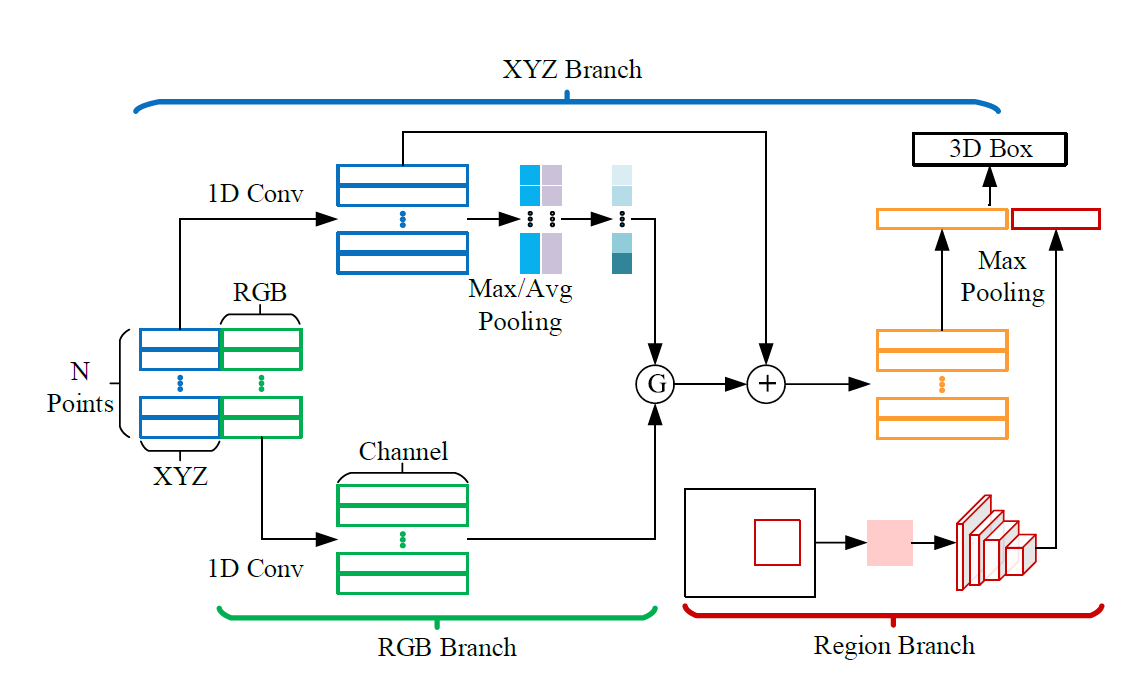 XYZ Branch
3D Box
1D Conv
Max/Avg
Pooling
Max
Pooling
RGB
N
Points
G
+
XYZ
Channel
1D Conv
RGB Branch
Region Branch